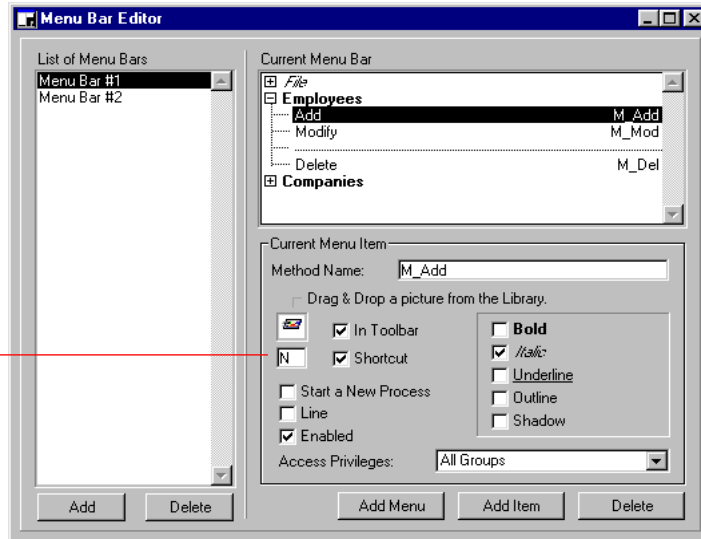 Menu Bar Editor
List of Menu Bars
Menu Bar #1
Menu Bar #2
Add
Delete
Current Menu Bar
File
Employees
Add M_Add
Modify M_Mod
Delete M_Del
Companies
Current Menu Item
Method Name: M_Add
Drag & Drop a picture from the Library.
In Toolbar
N Shortcut
Start a New Process
Line
Enabled
Bold
Italic
Underline
Outline
Shadow
Access Privileges: All Groups
Add Menu
Add Item
Delete